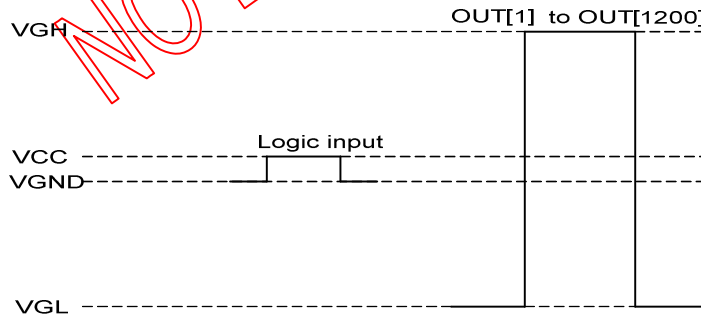 OUT[1] to OUT[1200]
VGH
Logic input
VCC
VGND
VGL